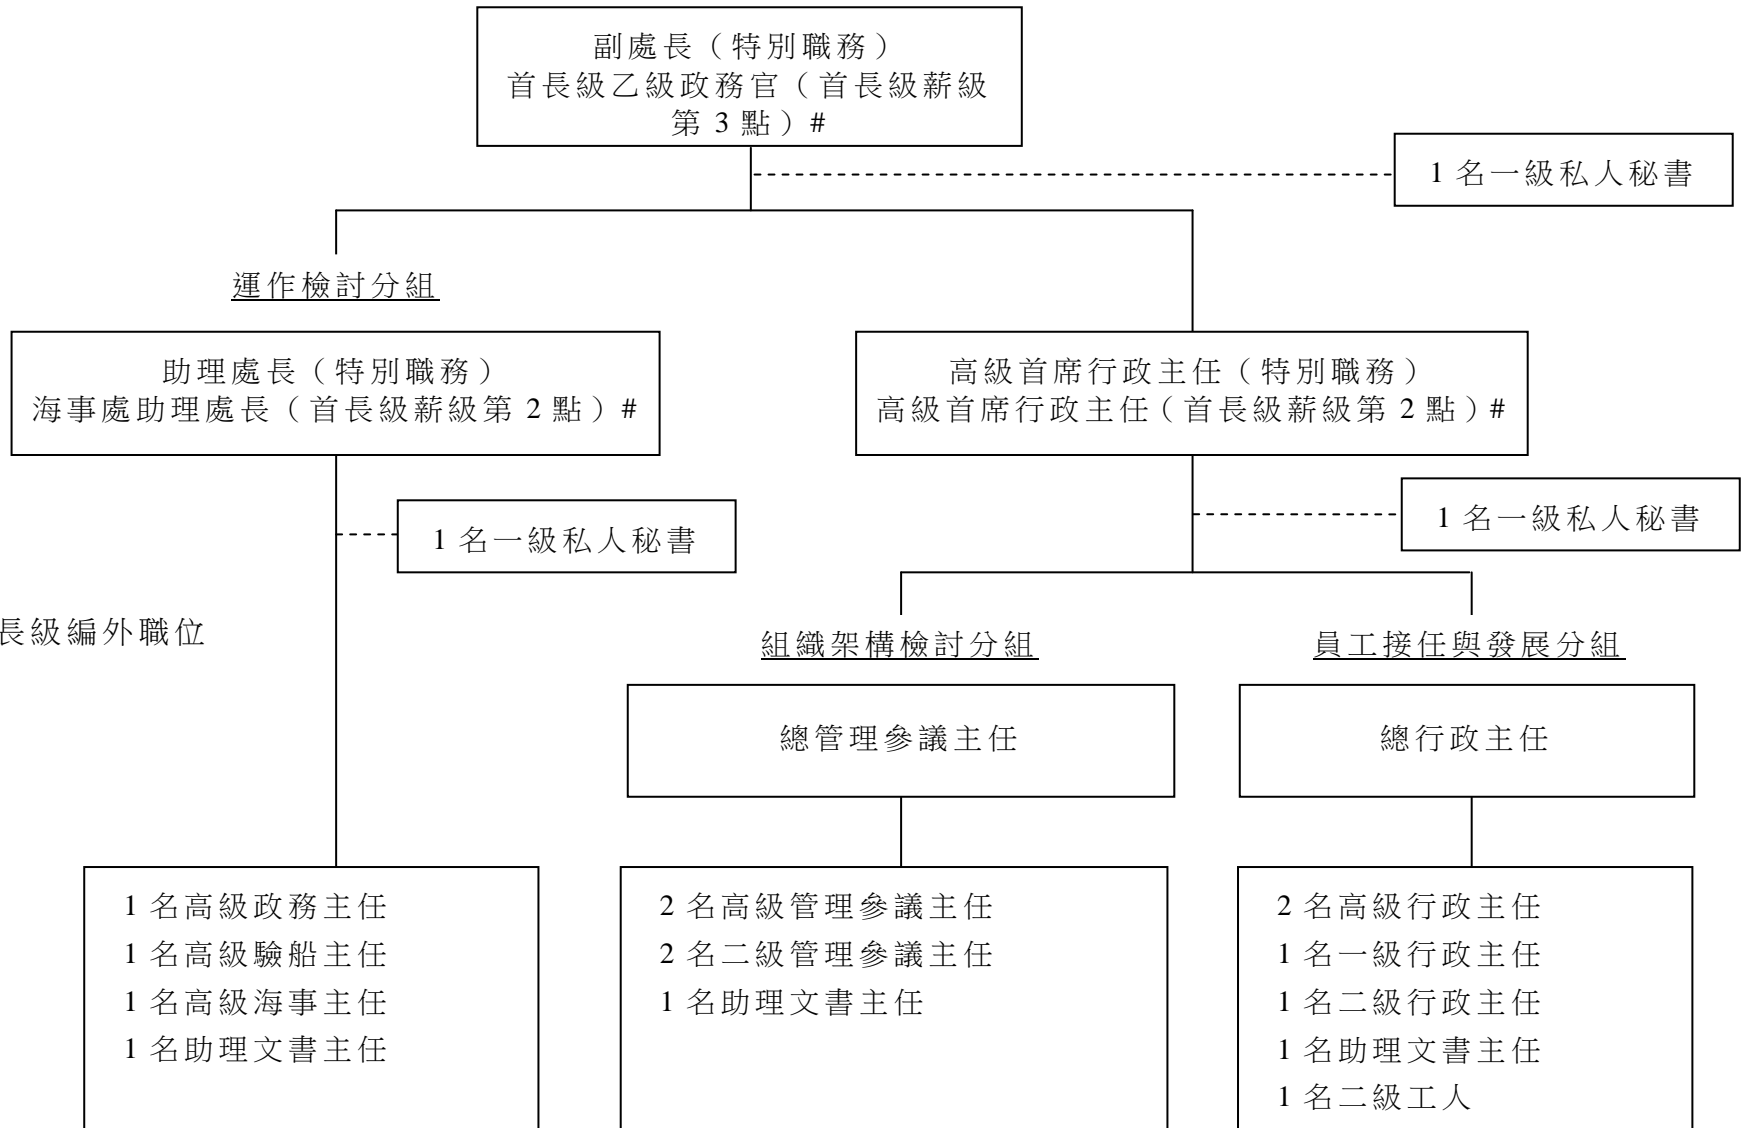 副處長（特別職務）
首長級乙級政務官（首長級薪級
第 3 點）#
1 名一級私人秘書
運作檢討分組
助理處長（特別職務）
海事處助理處長（首長級薪級第 2 點）#
高級首席行政主任（特別職務）
高級首席行政主任（首長級薪級第 2 點）#
1 名一級私人秘書
1 名一級私人秘書
長級編外職位
組織架構檢討分組
員工接任與發展分組
總管理參議主任
總行政主任
1 名高級政務主任
1 名高級驗船主任
1 名高級海事主任
1 名助理文書主任
2 名高級管理參議主任
2 名二級管理參議主任
1 名助理文書主任
2 名高級行政主任
1 名一級行政主任
1 名二級行政主任
1 名助理文書主任
1 名二級工人